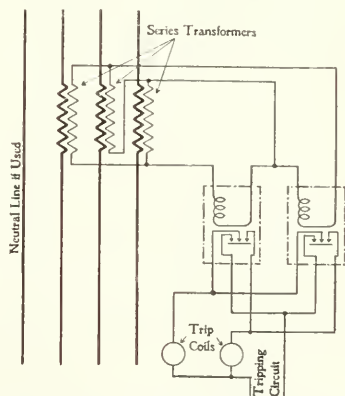 Series Transformers
Neutral Line if Used
Trip
Coils
Tripping
Circuit